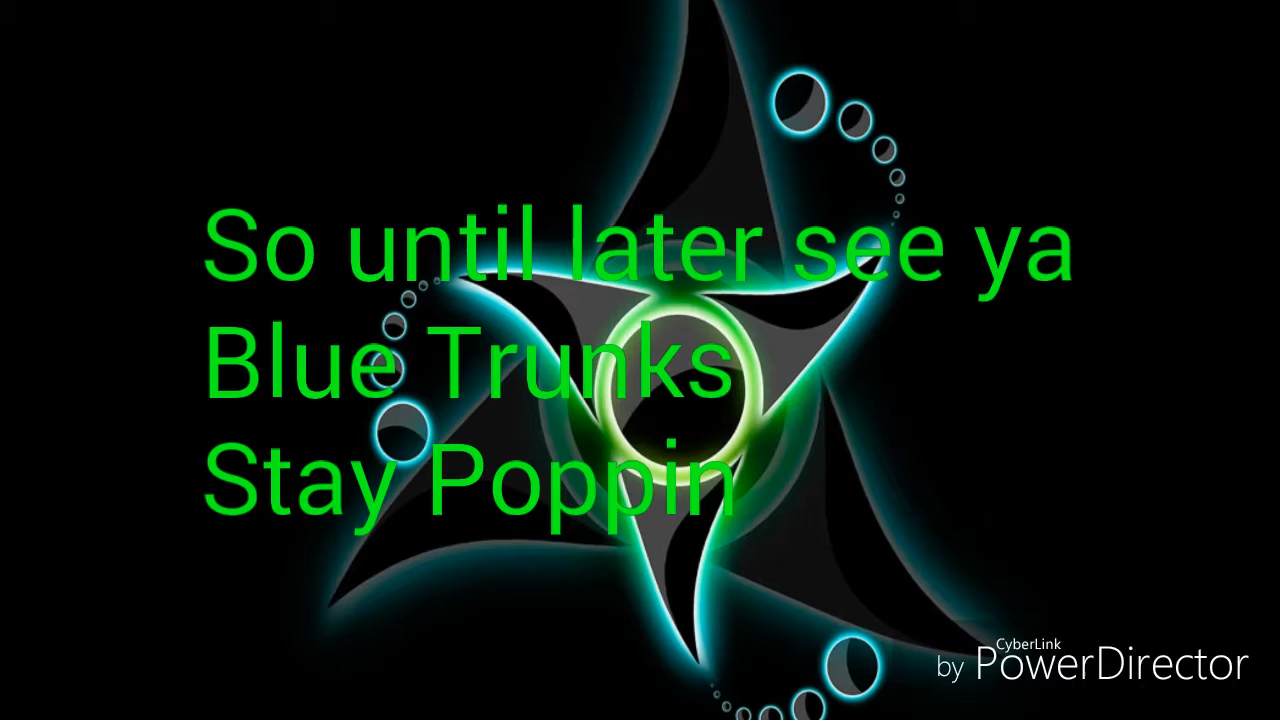 So until later see ya
Blue Trunks
Stay Poppin
CyberLink
by PowerDirector